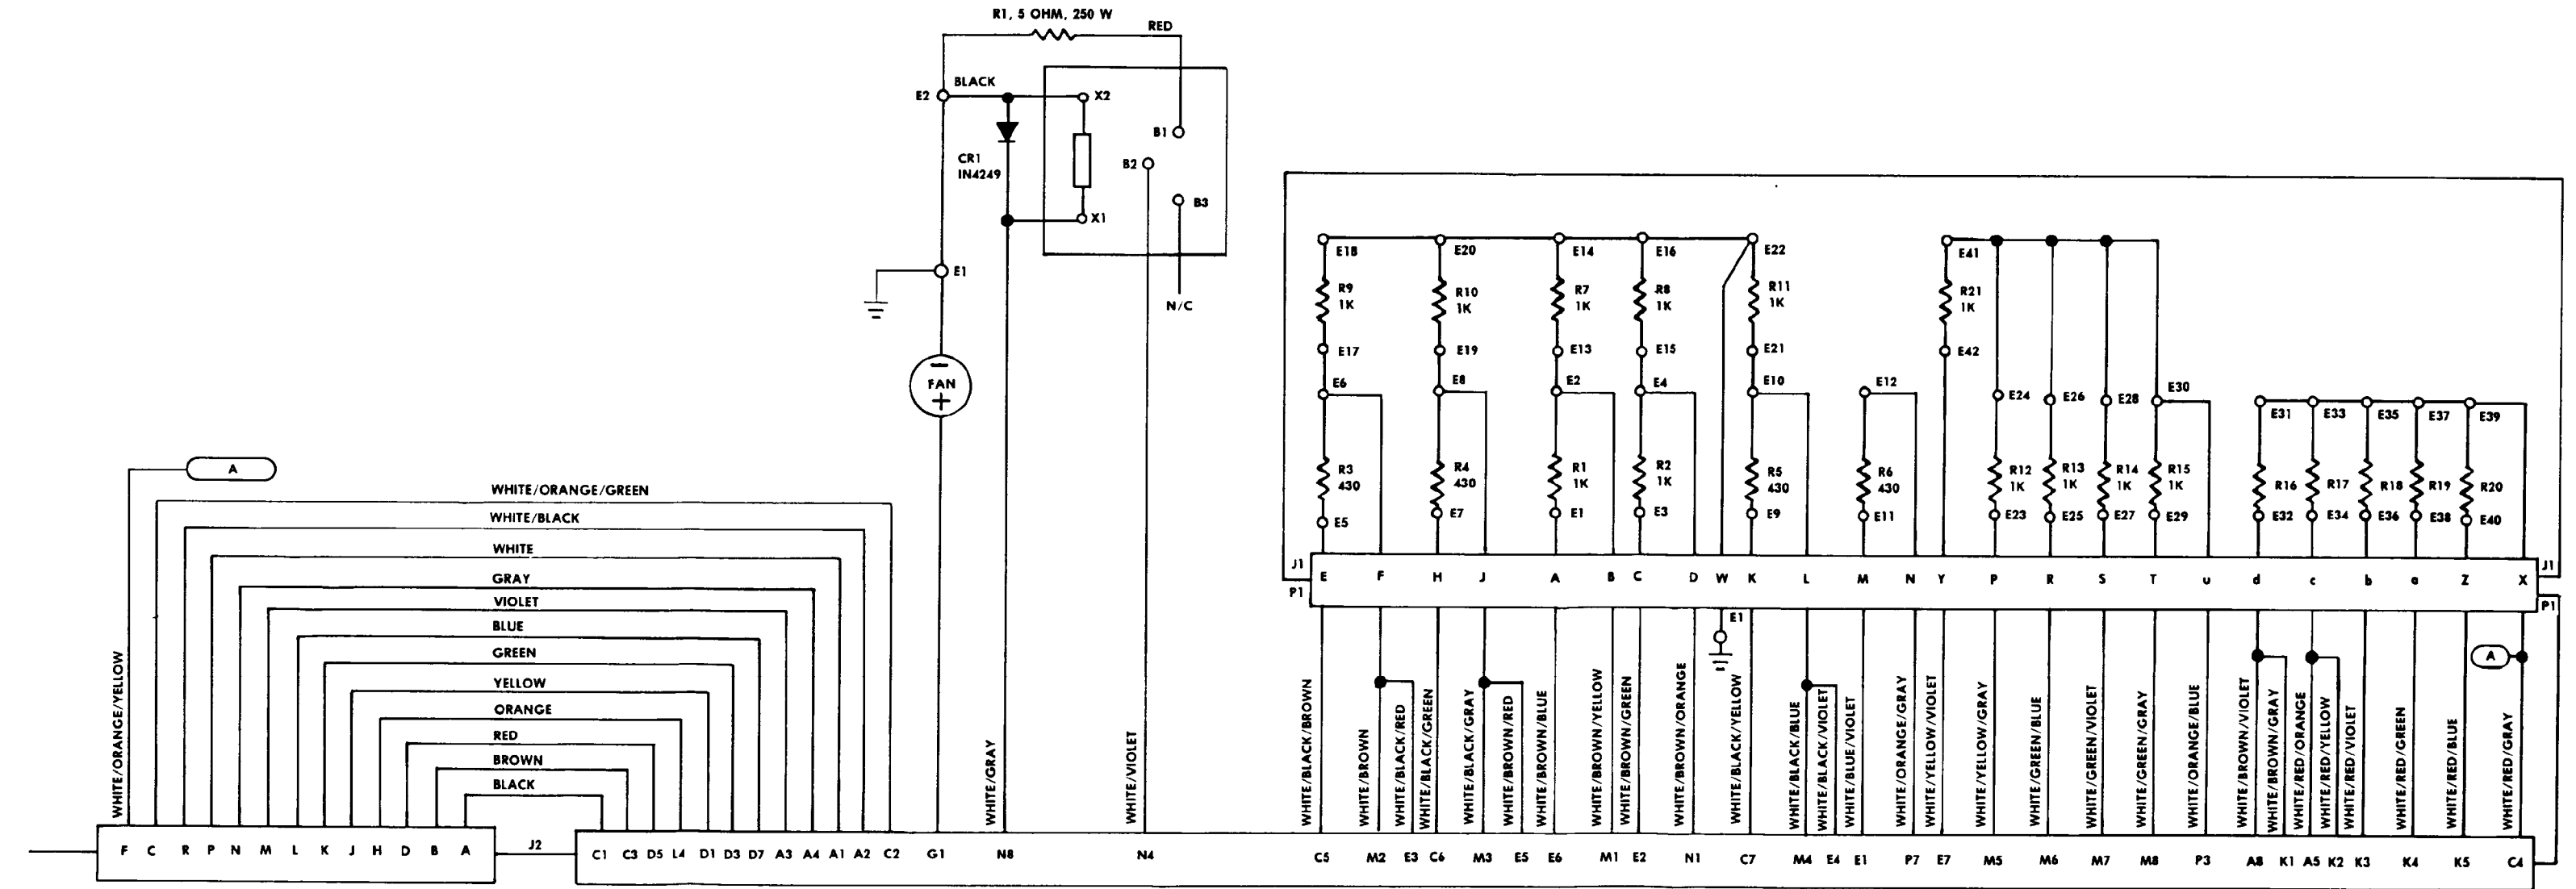 R1, 5 OHM, 250 W
RED
BLACK
E2
X2
B1
CR1
IN4249
B2
B3
X1
E1
N/C
FAN
E18
E20
E14
E16
E22
E41
R9
1K
R10
1K
R7
1K
R8
1K
R11
1K
R21
1K
E17
E19
E13
E15
E21
E42
E6
E8
E2
E4
E10
E12
E24
E26
E28
E30
E31
E33
E35
E37
E39
R3
430
R4
430
R1
1K
R2
1K
R5
430
R6
430
R12
1K
R13
1K
R14
1K
R15
1K
R16
R17
R18
R19
R20
E5
E7
E1
E3
E9
E11
E23
E25
E27
E29
E32
E34
E36
E38
E40
J1
E F H J A B C D W K L M N Y P R S T u d c b a Z X
J1
P1
P1
E1
A
A
WHITE/ORANGE/GREEN
WHITE/BLACK
WHITE
GRAY
VIOLET
BLUE
GREEN
YELLOW
ORANGE
RED
BROWN
BLACK
WHITE/ORANGE/YELLOW
WHITE/GRAY
WHITE/VIOLET
WHITE/BLACK/BROWN
WHITE/BROWN
WHITE/BLACK/RED
WHITE/BLACK/GREEN
WHITE/BLACK/GRAY
WHITE/BROWN/RED
WHITE/BROWN/BLUE
WHITE/BROWN/YELLOW
WHITE/BROWN/GREEN
WHITE/BROWN/ORANGE
WHITE/BLACK/YELLOW
WHITE/BLACK/BLUE
WHITE/BLACK/VIOLET
WHITE/BLUE/VIOLET
WHITE/ORANGE/GRAY
WHITE/YELLOW/VIOLET
WHITE/YELLOW/GRAY
WHITE/GREEN/BLUE
WHITE/GREEN/VIOLET
WHITE/GREEN/GRAY
WHITE/ORANGE/BLUE
WHITE/BROWN/VIOLET
WHITE/BROWN/GRAY
WHITE/RED/ORANGE
WHITE/RED/YELLOW
WHITE/RED/VIOLET
WHITE/RED/GREEN
WHITE/RED/BLUE
WHITE/RED/GRAY
F C R P N M L K J H D B A
J2
C1 C3 D5 L4 D1 D3 D7 A3 A4 A1 A2 C2 G1 N8 N4 C5 M2 E3 C6 M3 E5 E6 M1 E2 N1 C7 M4 E4 E1 P7 E7 M5 M6 M7 M8 P3 A8 K1 A5 K2 K3 K4 K5 C4